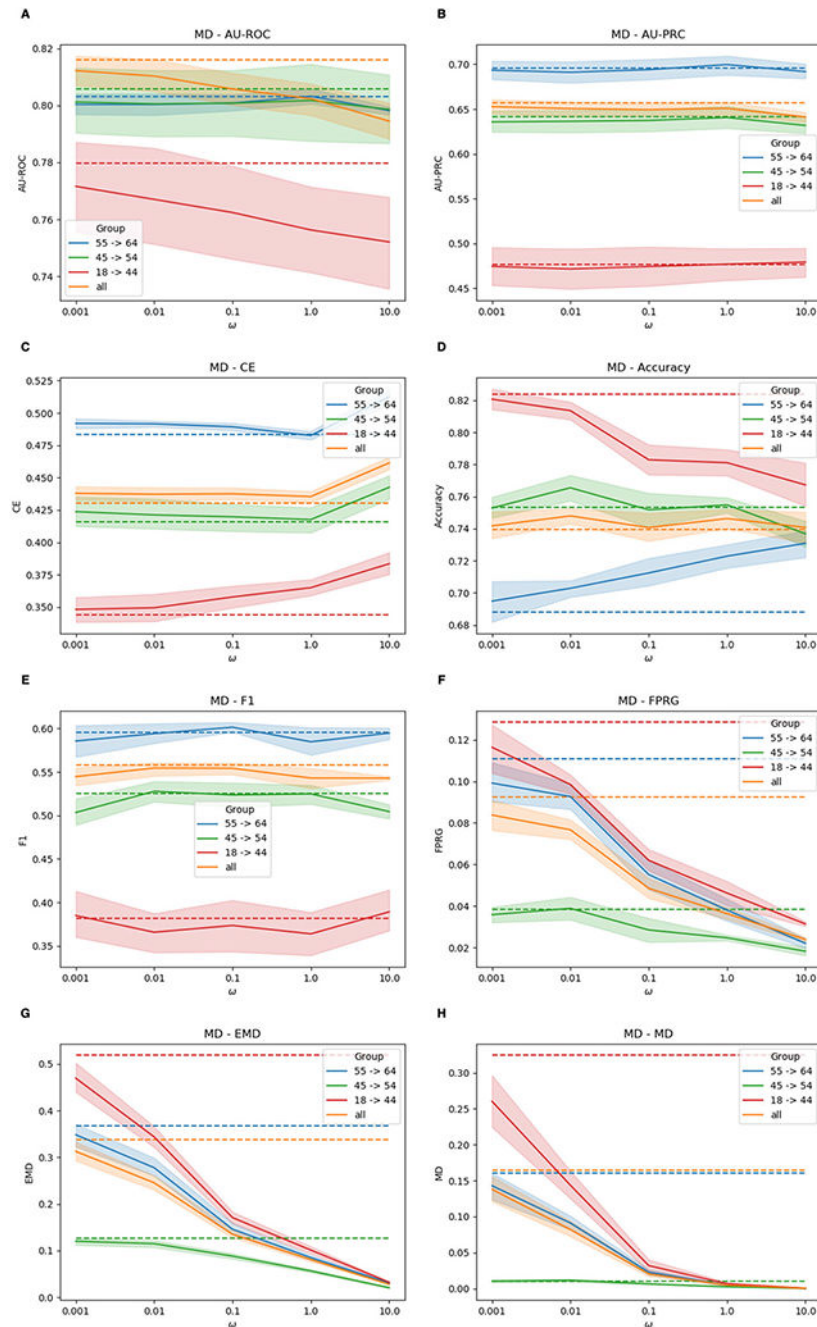 A
MD - AU-ROC
0.82
0.80
0.78
0.76
0.74
AU-ROC
Group
55 -> 64
45 -> 54
18 -> 44
all
0.001
0.01
0.1
1.0
10.0
ω
B
MD - AU-PRC
0.70
0.65
0.60
0.55
0.50
0.45
AU-PRC
Group
55 -> 64
45 -> 54
18 -> 44
all
0.001
0.01
0.1
1.0
10.0
ω
C
MD - CE
0.525
0.500
0.475
0.450
0.425
0.400
0.375
0.350
CE
Group
55 -> 64
45 -> 54
18 -> 44
all
0.001
0.01
0.1
1.0
10.0
ω
D
MD - Accuracy
0.82
0.80
0.78
0.76
0.74
0.72
0.70
0.68
Accuracy
Group
55 -> 64
45 -> 54
18 -> 44
all
0.001
0.01
0.1
1.0
10.0
ω
E
MD - F1
0.60
0.55
0.50
0.45
0.40
0.35
F1
Group
55 -> 64
45 -> 54
18 -> 44
all
0.001
0.01
0.1
1.0
10.0
ω
F
MD - FPRG
0.12
0.10
0.08
0.06
0.04
0.02
FPRG
Group
55 -> 64
45 -> 54
18 -> 44
all
0.001
0.01
0.1
1.0
10.0
ω
G
MD - EMD
0.5
0.4
0.3
0.2
0.1
0.0
EMD
Group
55 -> 64
45 -> 54
18 -> 44
all
0.001
0.01
0.1
1.0
10.0
ω
H
MD - MD
0.30
0.25
0.20
0.15
0.10
0.05
0.00
MD
Group
55 -> 64
45 -> 54
18 -> 44
all
0.001
0.01
0.1
1.0
10.0
ω